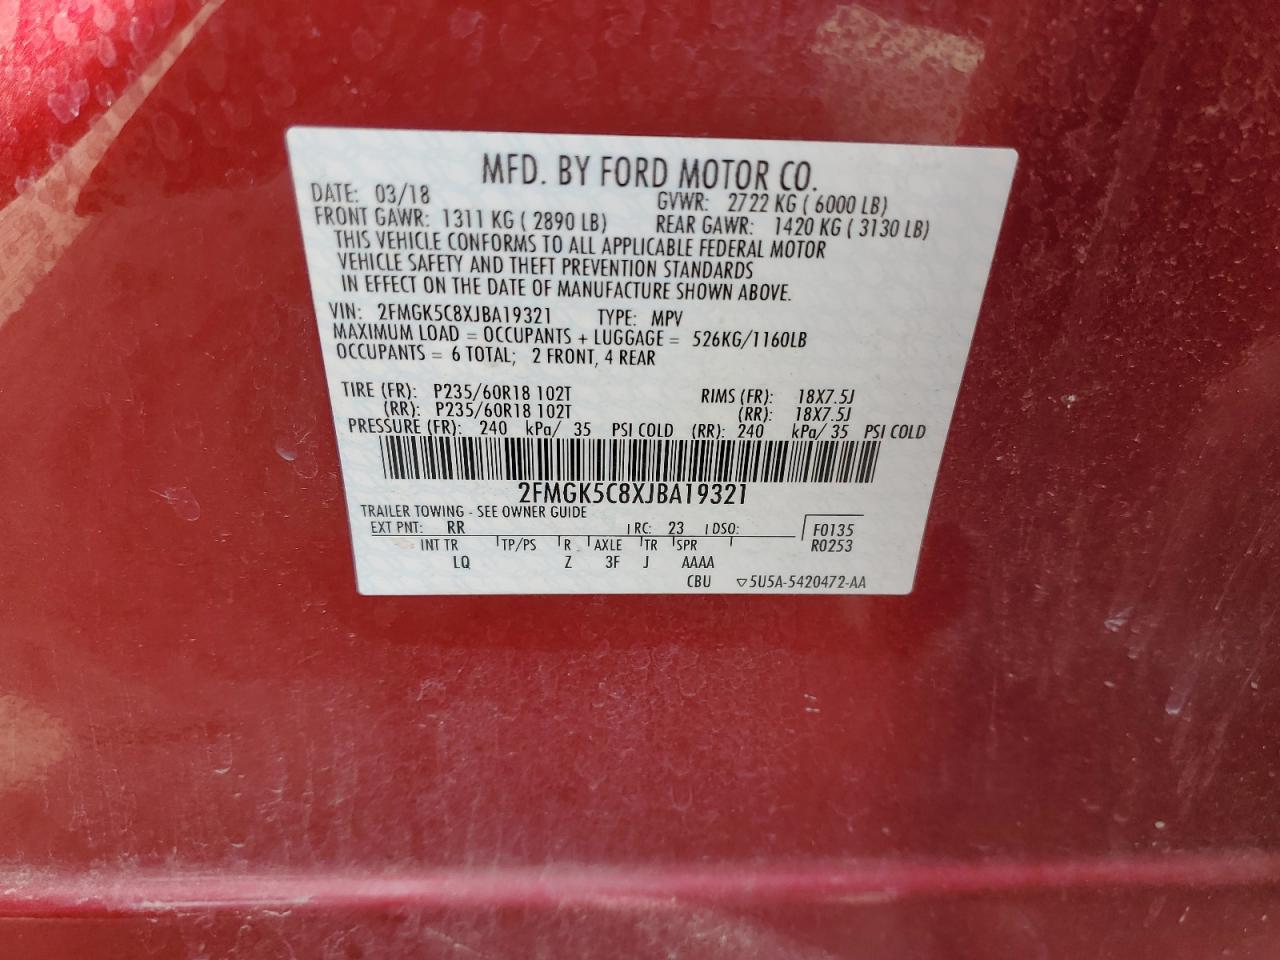 MFD. BY FORD MOTOR CO.
DATE: 03/18 GVWR: 2722 KG ( 6000 LB)
FRONT GAWR: 1311 KG ( 2890 LB) REAR GAWR: 1420 KG ( 3130 LB)
THIS VEHICLE CONFORMS TO ALL APPLICABLE FEDERAL MOTOR
VEHICLE SAFETY AND THEFT PREVENTION STANDARDS
IN EFFECT ON THE DATE OF MANUFACTURE SHOWN ABOVE.
VIN: 2FMGK5C8XJBA19321 TYPE: MPV
MAXIMUM LOAD = OCCUPANTS + LUGGAGE = 526KG/1160LB
OCCUPANTS = 6 TOTAL; 2 FRONT, 4 REAR
TIRE (FR): P235/60R18 102T RIMS (FR): 18X7.5J
(RR): P235/60R18 102T (RR): 18X7.5J
PRESSURE (FR): 240 kPa/ 35 PSI COLD (RR): 240 kPa/ 35 PSI COLD
2FMGK5C8XJBA19321
TRAILER TOWING - SEE OWNER GUIDE
EXT PNT: RR RC: 23 DSO: F0135
INT TR TP/PS R AXLE TR SPR R0253
LQ Z 3F J AAAA
CBU ▽5U5A-5420472-AA